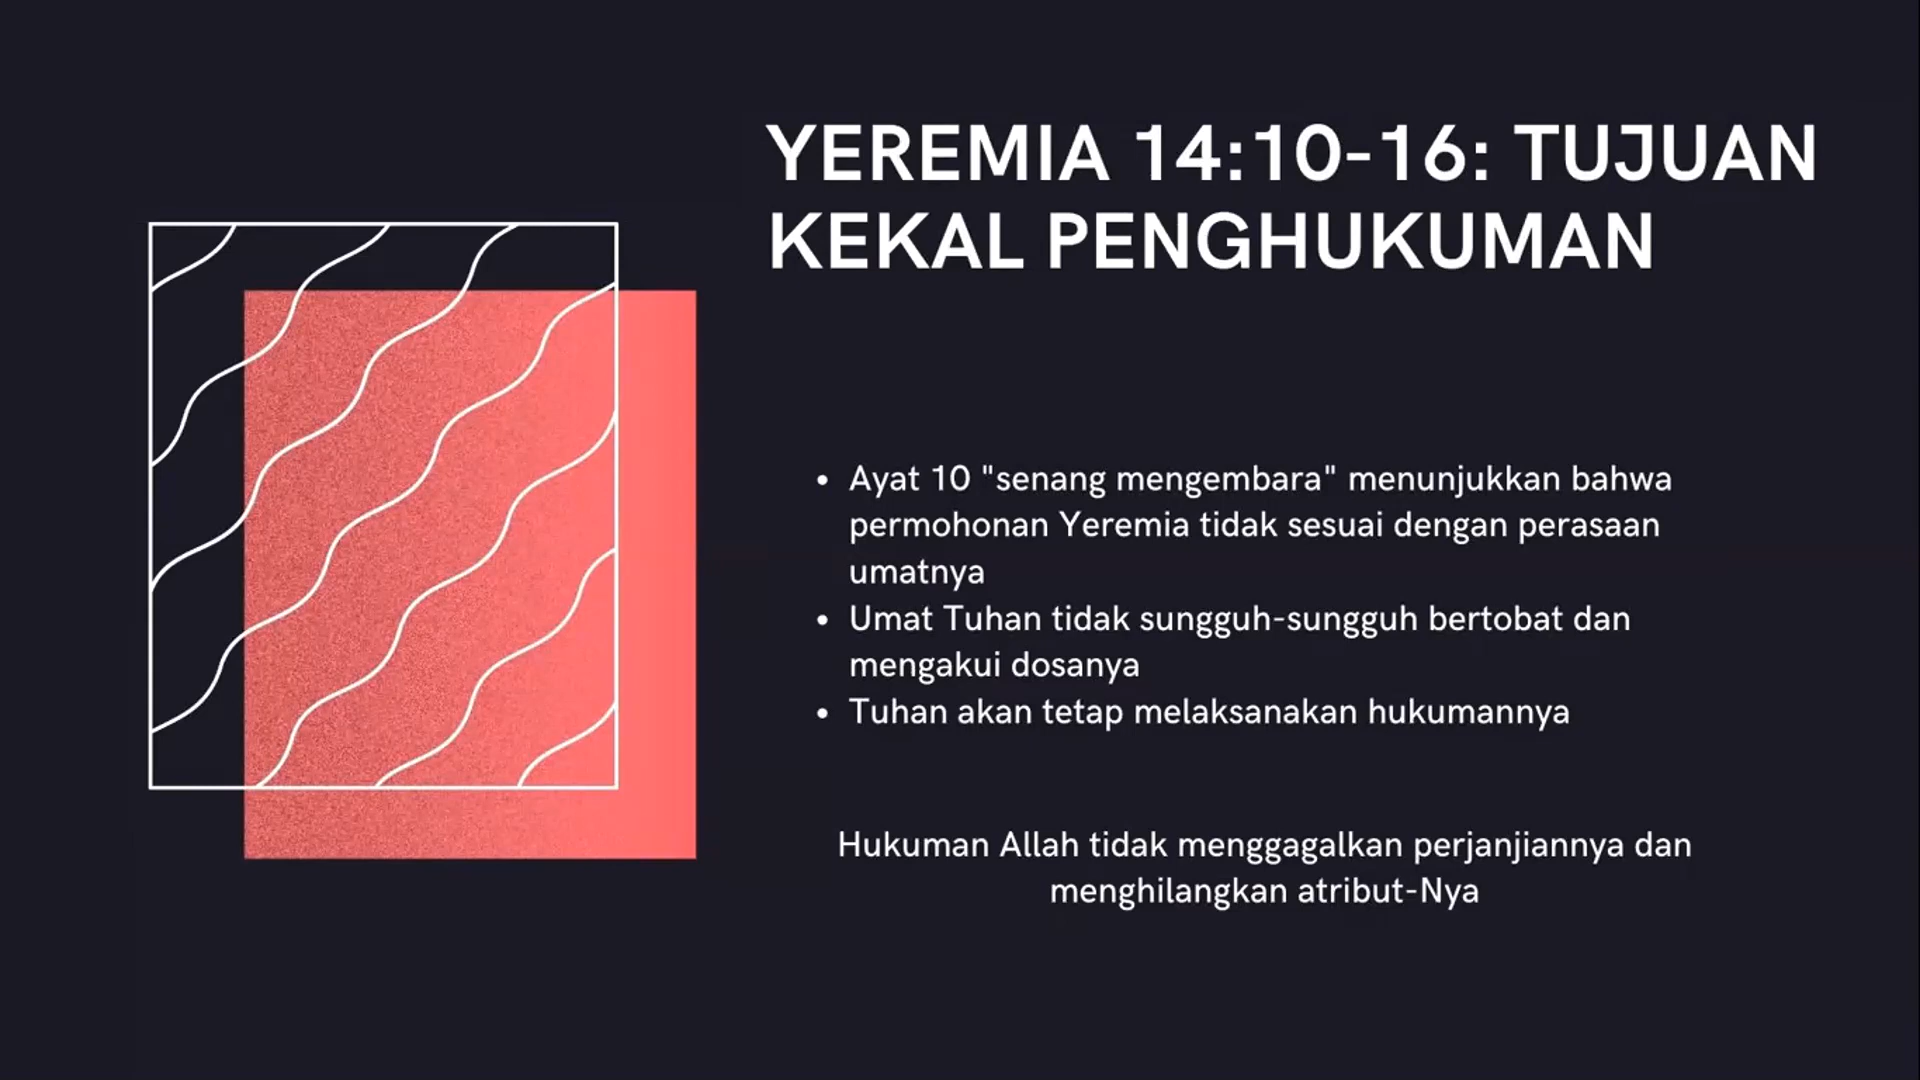 YEREMIA 14:10-16: TUJUAN
KEKAL PENGHUKUMAN
• Ayat 10 "senang mengembara" menunjukkan bahwa
permohonan Yeremia tidak sesuai dengan perasaan
umatnya
• Umat Tuhan tidak sungguh-sungguh bertobat dan
mengakui dosanya
• Tuhan akan tetap melaksanakan hukumannya
Hukuman Allah tidak menggagalkan perjanjiannya dan
menghilangkan atribut-Nya